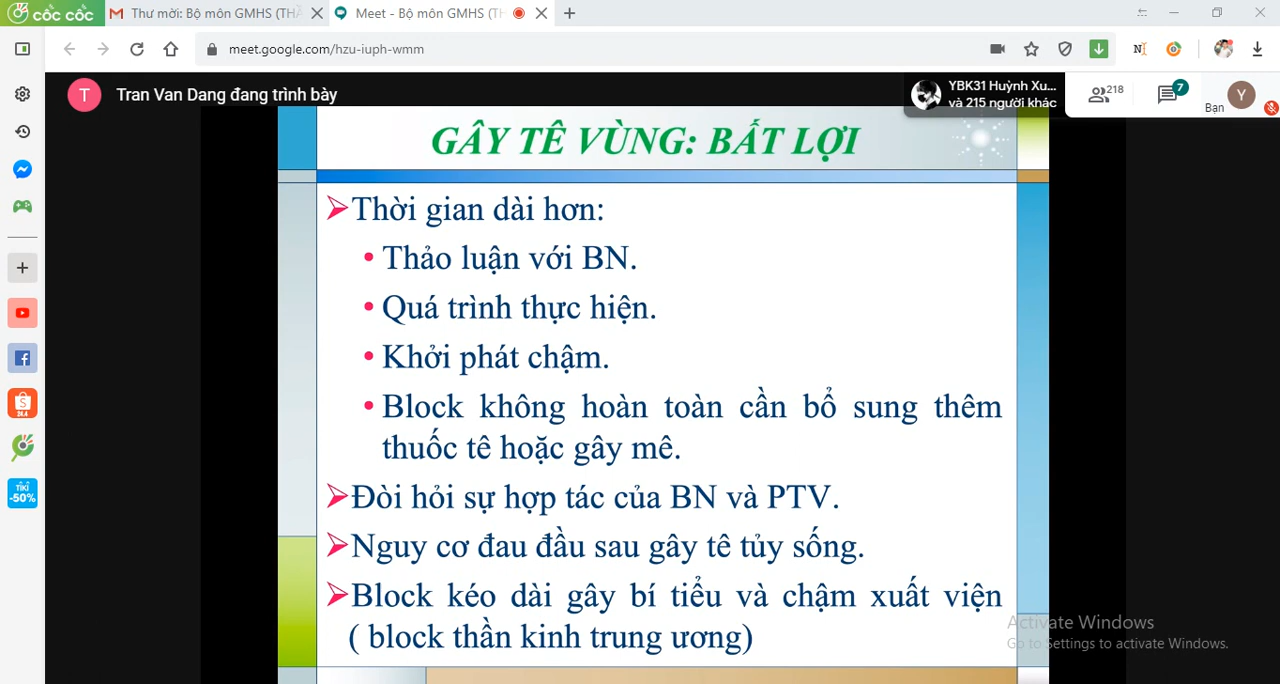 cốc cốc
Thư mời: Bộ môn GMHS (TH
Meet - Bộ môn GMHS (TH
meet.google.com/hzu-iuph-wmm
T
Tran Van Dang đang trình bày
YBK31 Huỳnh Xu...
và 215 người khác
218
7
Bạn
Y
GÂY TÊ VÙNG: BẤT LỢI
Thời gian dài hơn:
• Thảo luận với BN.
• Quá trình thực hiện.
• Khởi phát chậm.
• Block không hoàn toàn cần bổ sung thêm
thuốc tê hoặc gây mê.
Đòi hỏi sự hợp tác của BN và PTV.
Nguy cơ đau đầu sau gây tê tủy sống.
Block kéo dài gây bí tiểu và chậm xuất viện
( block thần kinh trung ương)
TIKI
-50%
Activate Windows
Go to Settings to activate Windows.